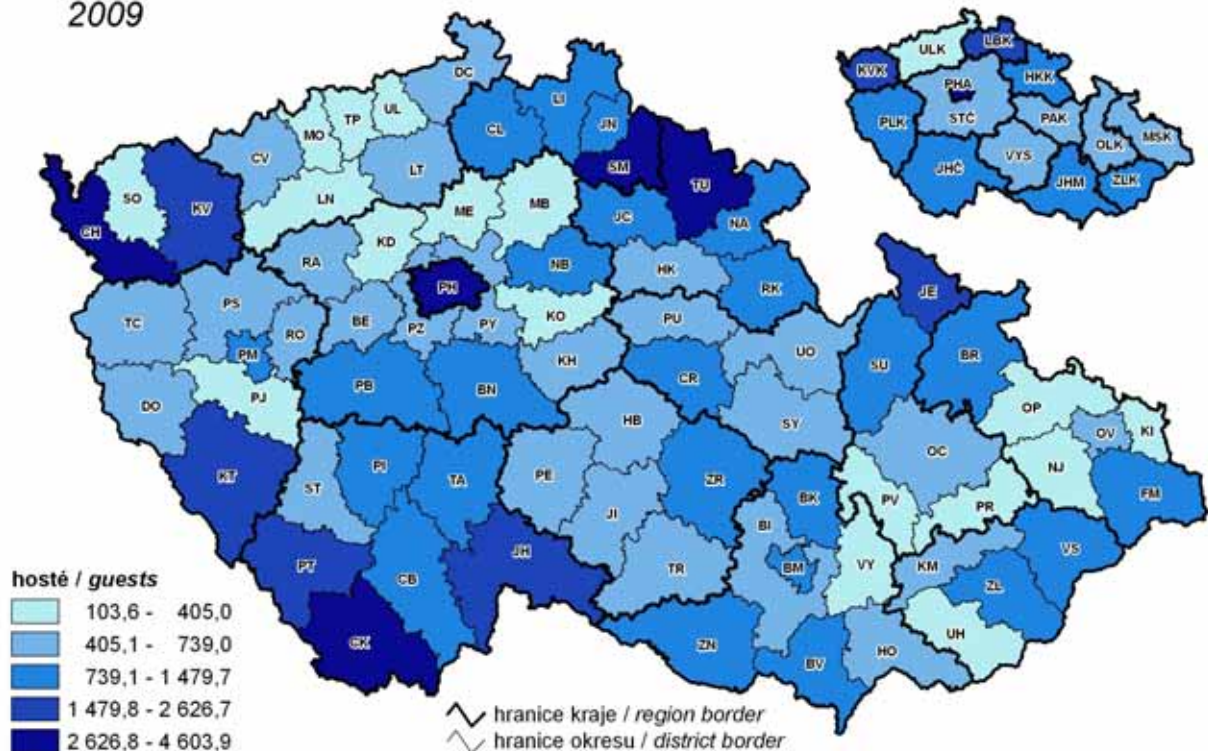 2009
DC
ULK
LBK
KVK
HKK
PHA
STČ
PAK
PLK
OLK
MSK
VYS
JHČ
JHM
ZLK
LI
UL
TP
MO
CL
JN
CV
LT
SM
TU
SO
KV
LN
ME
MB
JC
NA
CH
KD
RA
NB
HK
PH
RK
JE
PS
TC
BE
PZ
PY
KO
PU
RO
PM
KH
UO
SU
BR
PB
BN
CR
PJ
DO
OP
KI
HB
SY
OV
OC
NJ
KT
ST
PI
TA
PE
ZR
BK
PV
PR
FM
JI
BI
VS
PT
CB
JH
TR
BM
VY
KM
ZL
CK
ZN
BV
HO
UH
hosté / guests
103,6 - 405,0
405,1 - 739,0
739,1 - 1 479,7
1 479,8 - 2 626,7
2 626,8 - 4 603,9
hranice kraje / region border
hranice okresu / district border